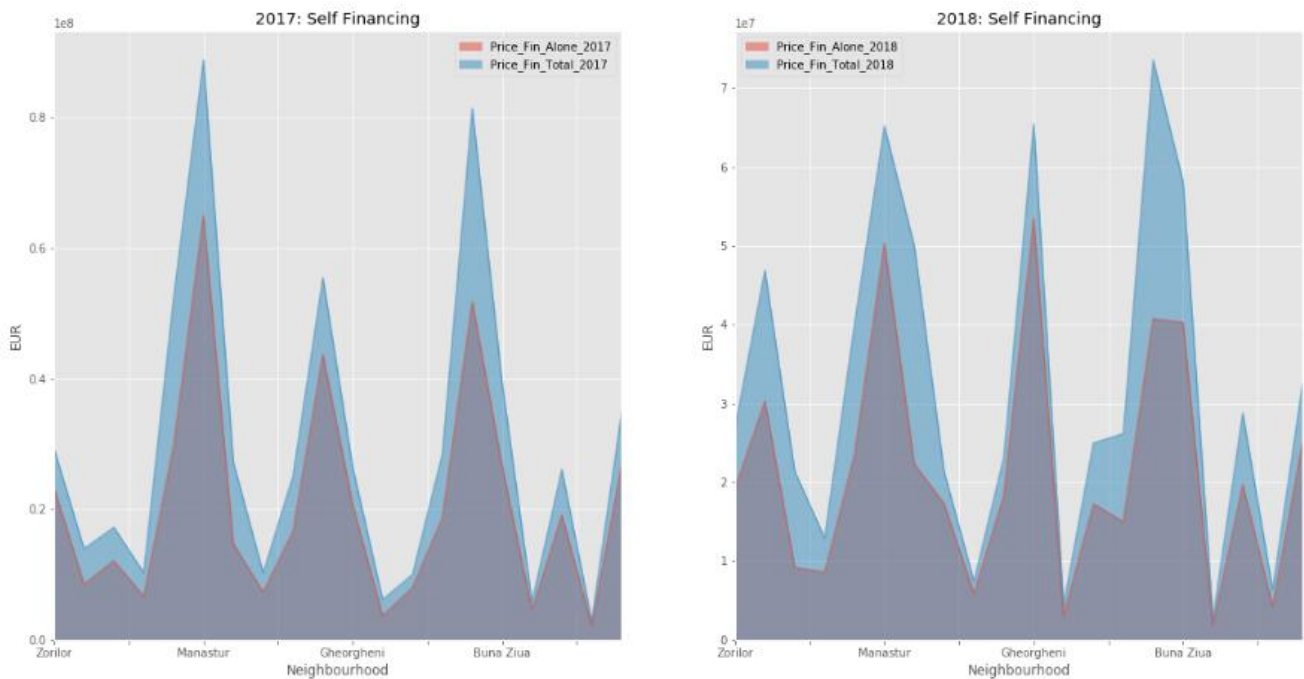 2017: Self Financing
1e8
Price_Fin_Alone_2017
Price_Fin_Total_2017
0.8
0.6
0.4
0.2
0.0
EUR
Zorilor
Manastur
Gheorgheni
Buna Ziua
Neighbourhood
2018: Self Financing
1e7
Price_Fin_Alone_2018
Price_Fin_Total_2018
7
6
5
4
3
2
1
0
EUR
Zorilor
Manastur
Gheorgheni
Buna Ziua
Neighbourhood